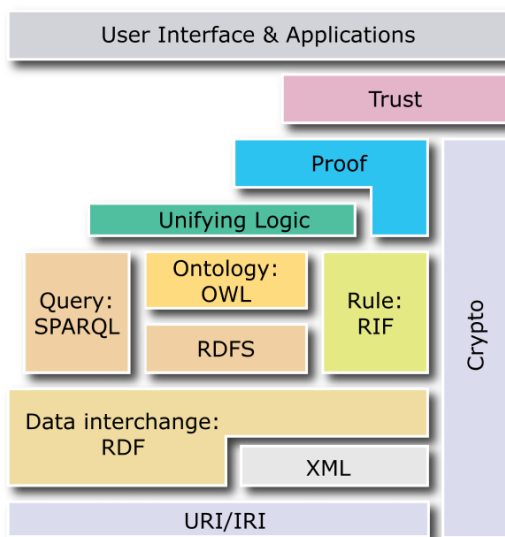 User Interface & Applications
Trust
Proof
Unifying Logic
Query:
SPARQL
Ontology:
OWL
RDFS
Rule:
RIF
Crypto
Data interchange:
RDF
XML
URI/IRI